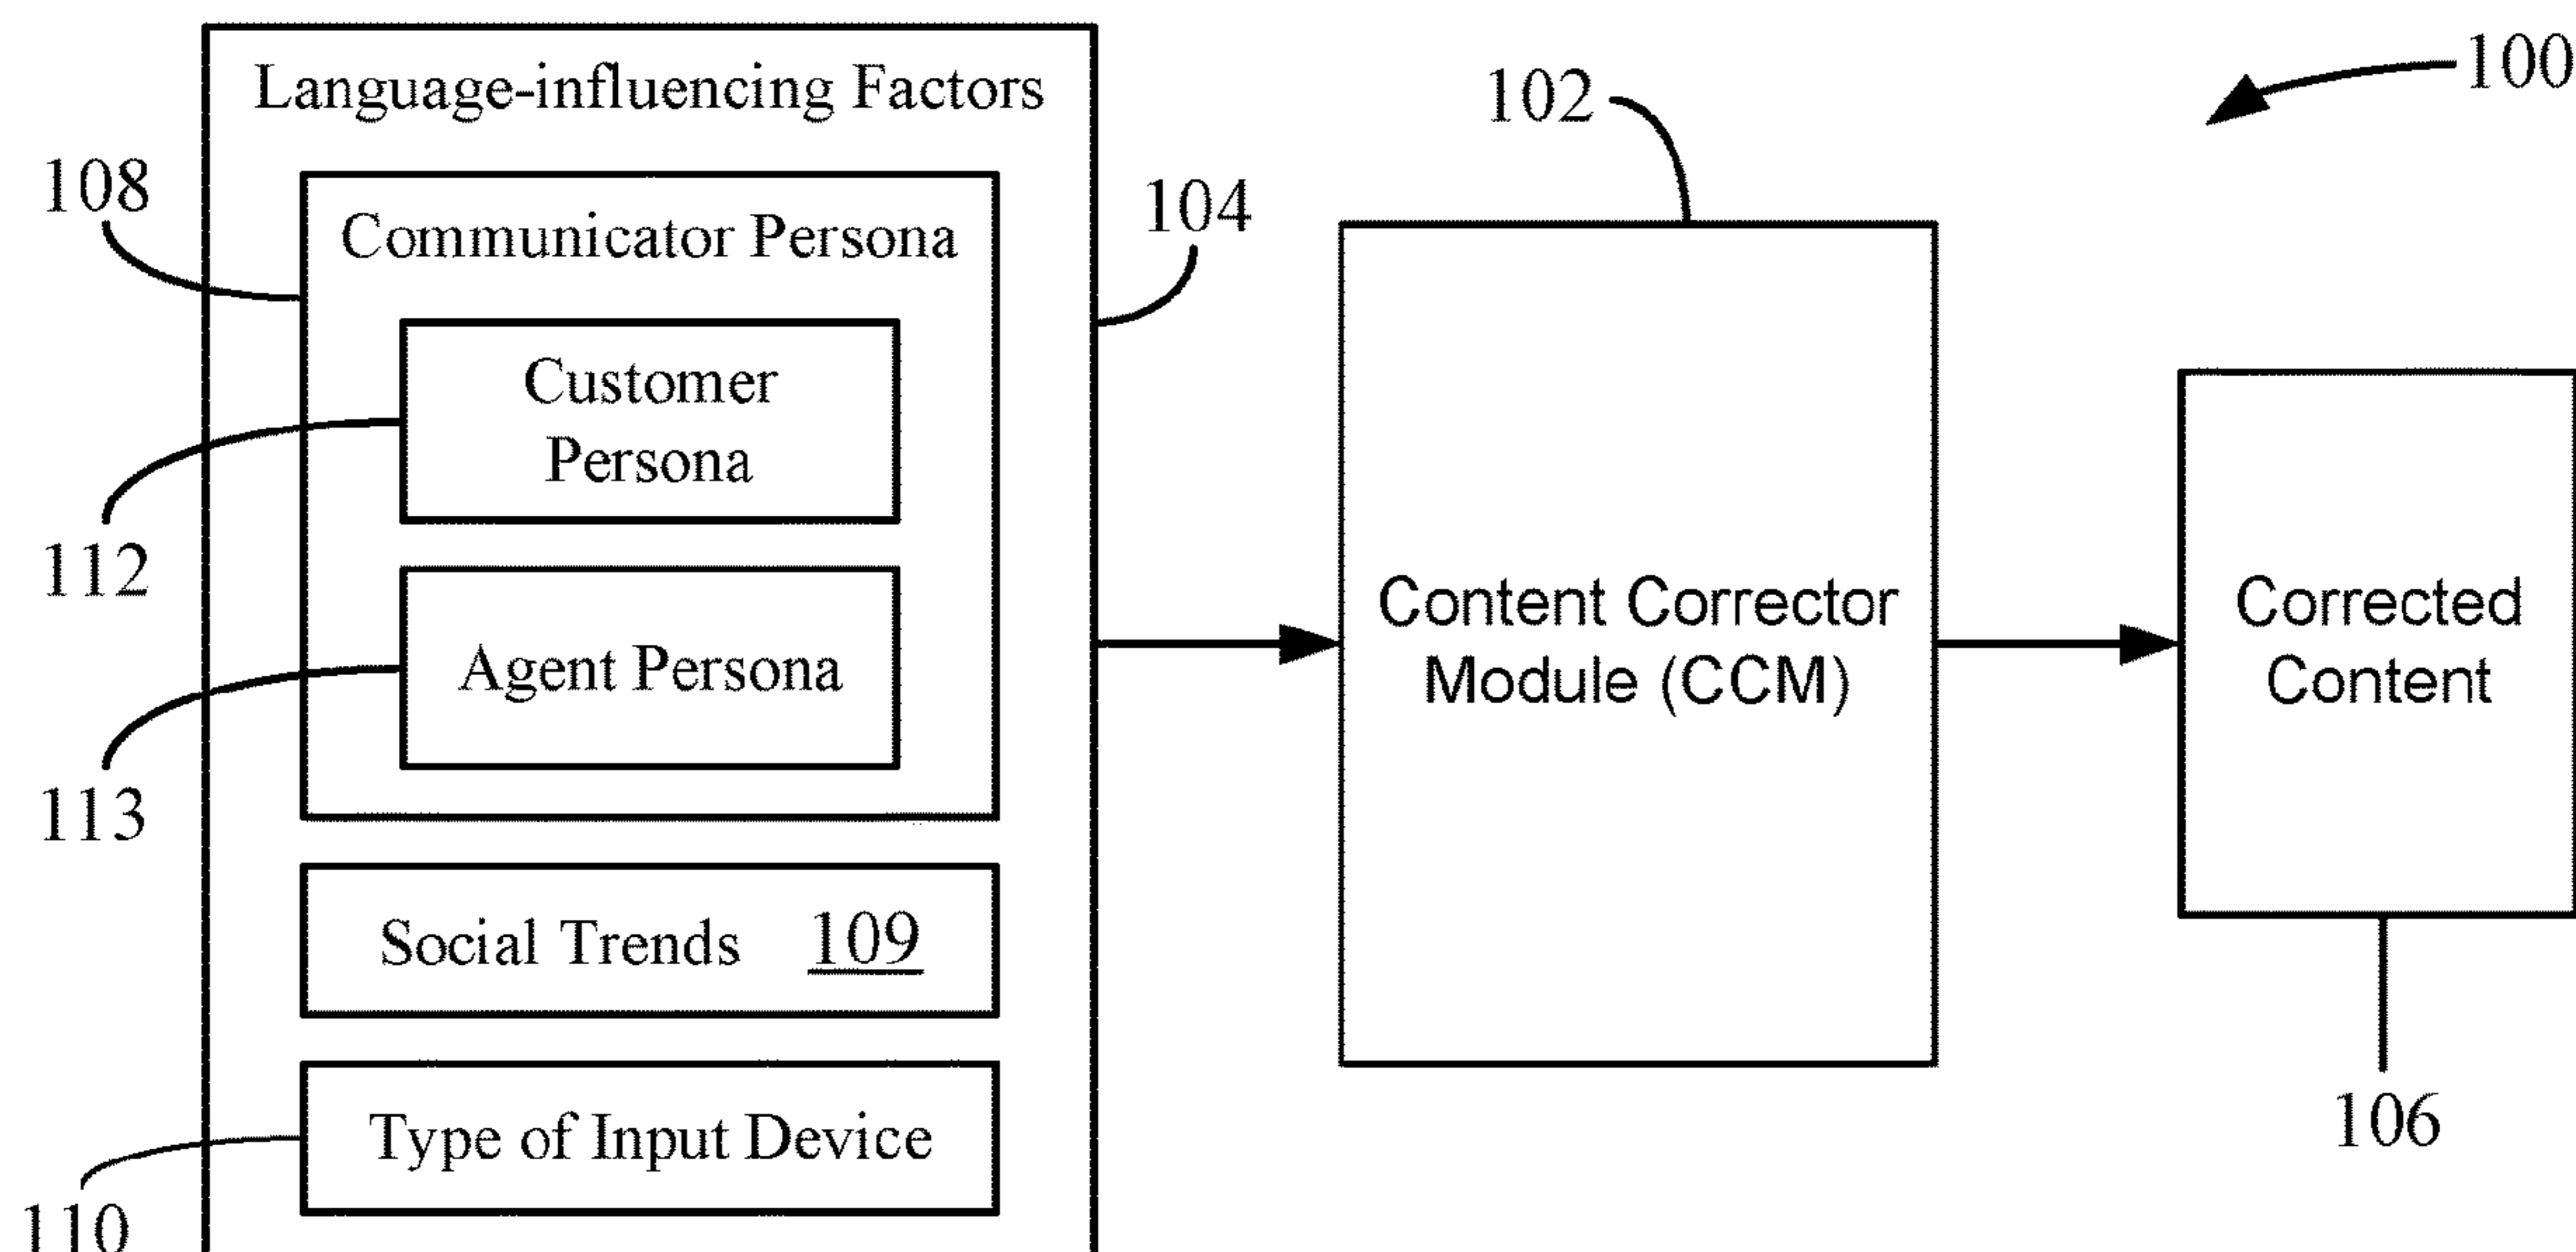 100
102
Language-influencing Factors
108
104
Communicator Persona
Customer
Persona
112
Agent Persona
113
Content Corrector
Module (CCM)
Corrected
Content
Social Trends 109
Type of Input Device
106
110